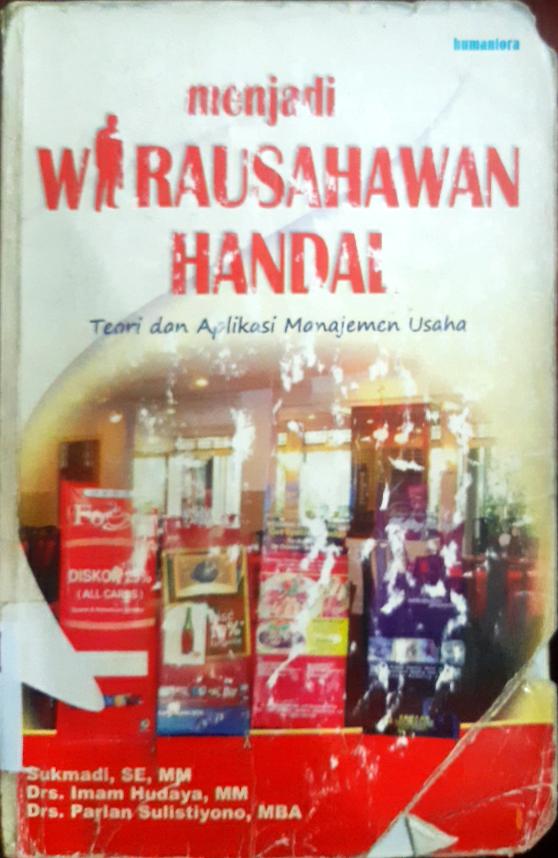 humaniora
menjadi
WIRAUSAHAWAN
HANDAL
Teori dan Aplikasi Manajemen Usaha
DISKON 25%
(ALL CARDS)
Sukmadi, SE, MM
Drs. Imam Hudaya, MM
Drs. Parlan Sulistiyono, MBA